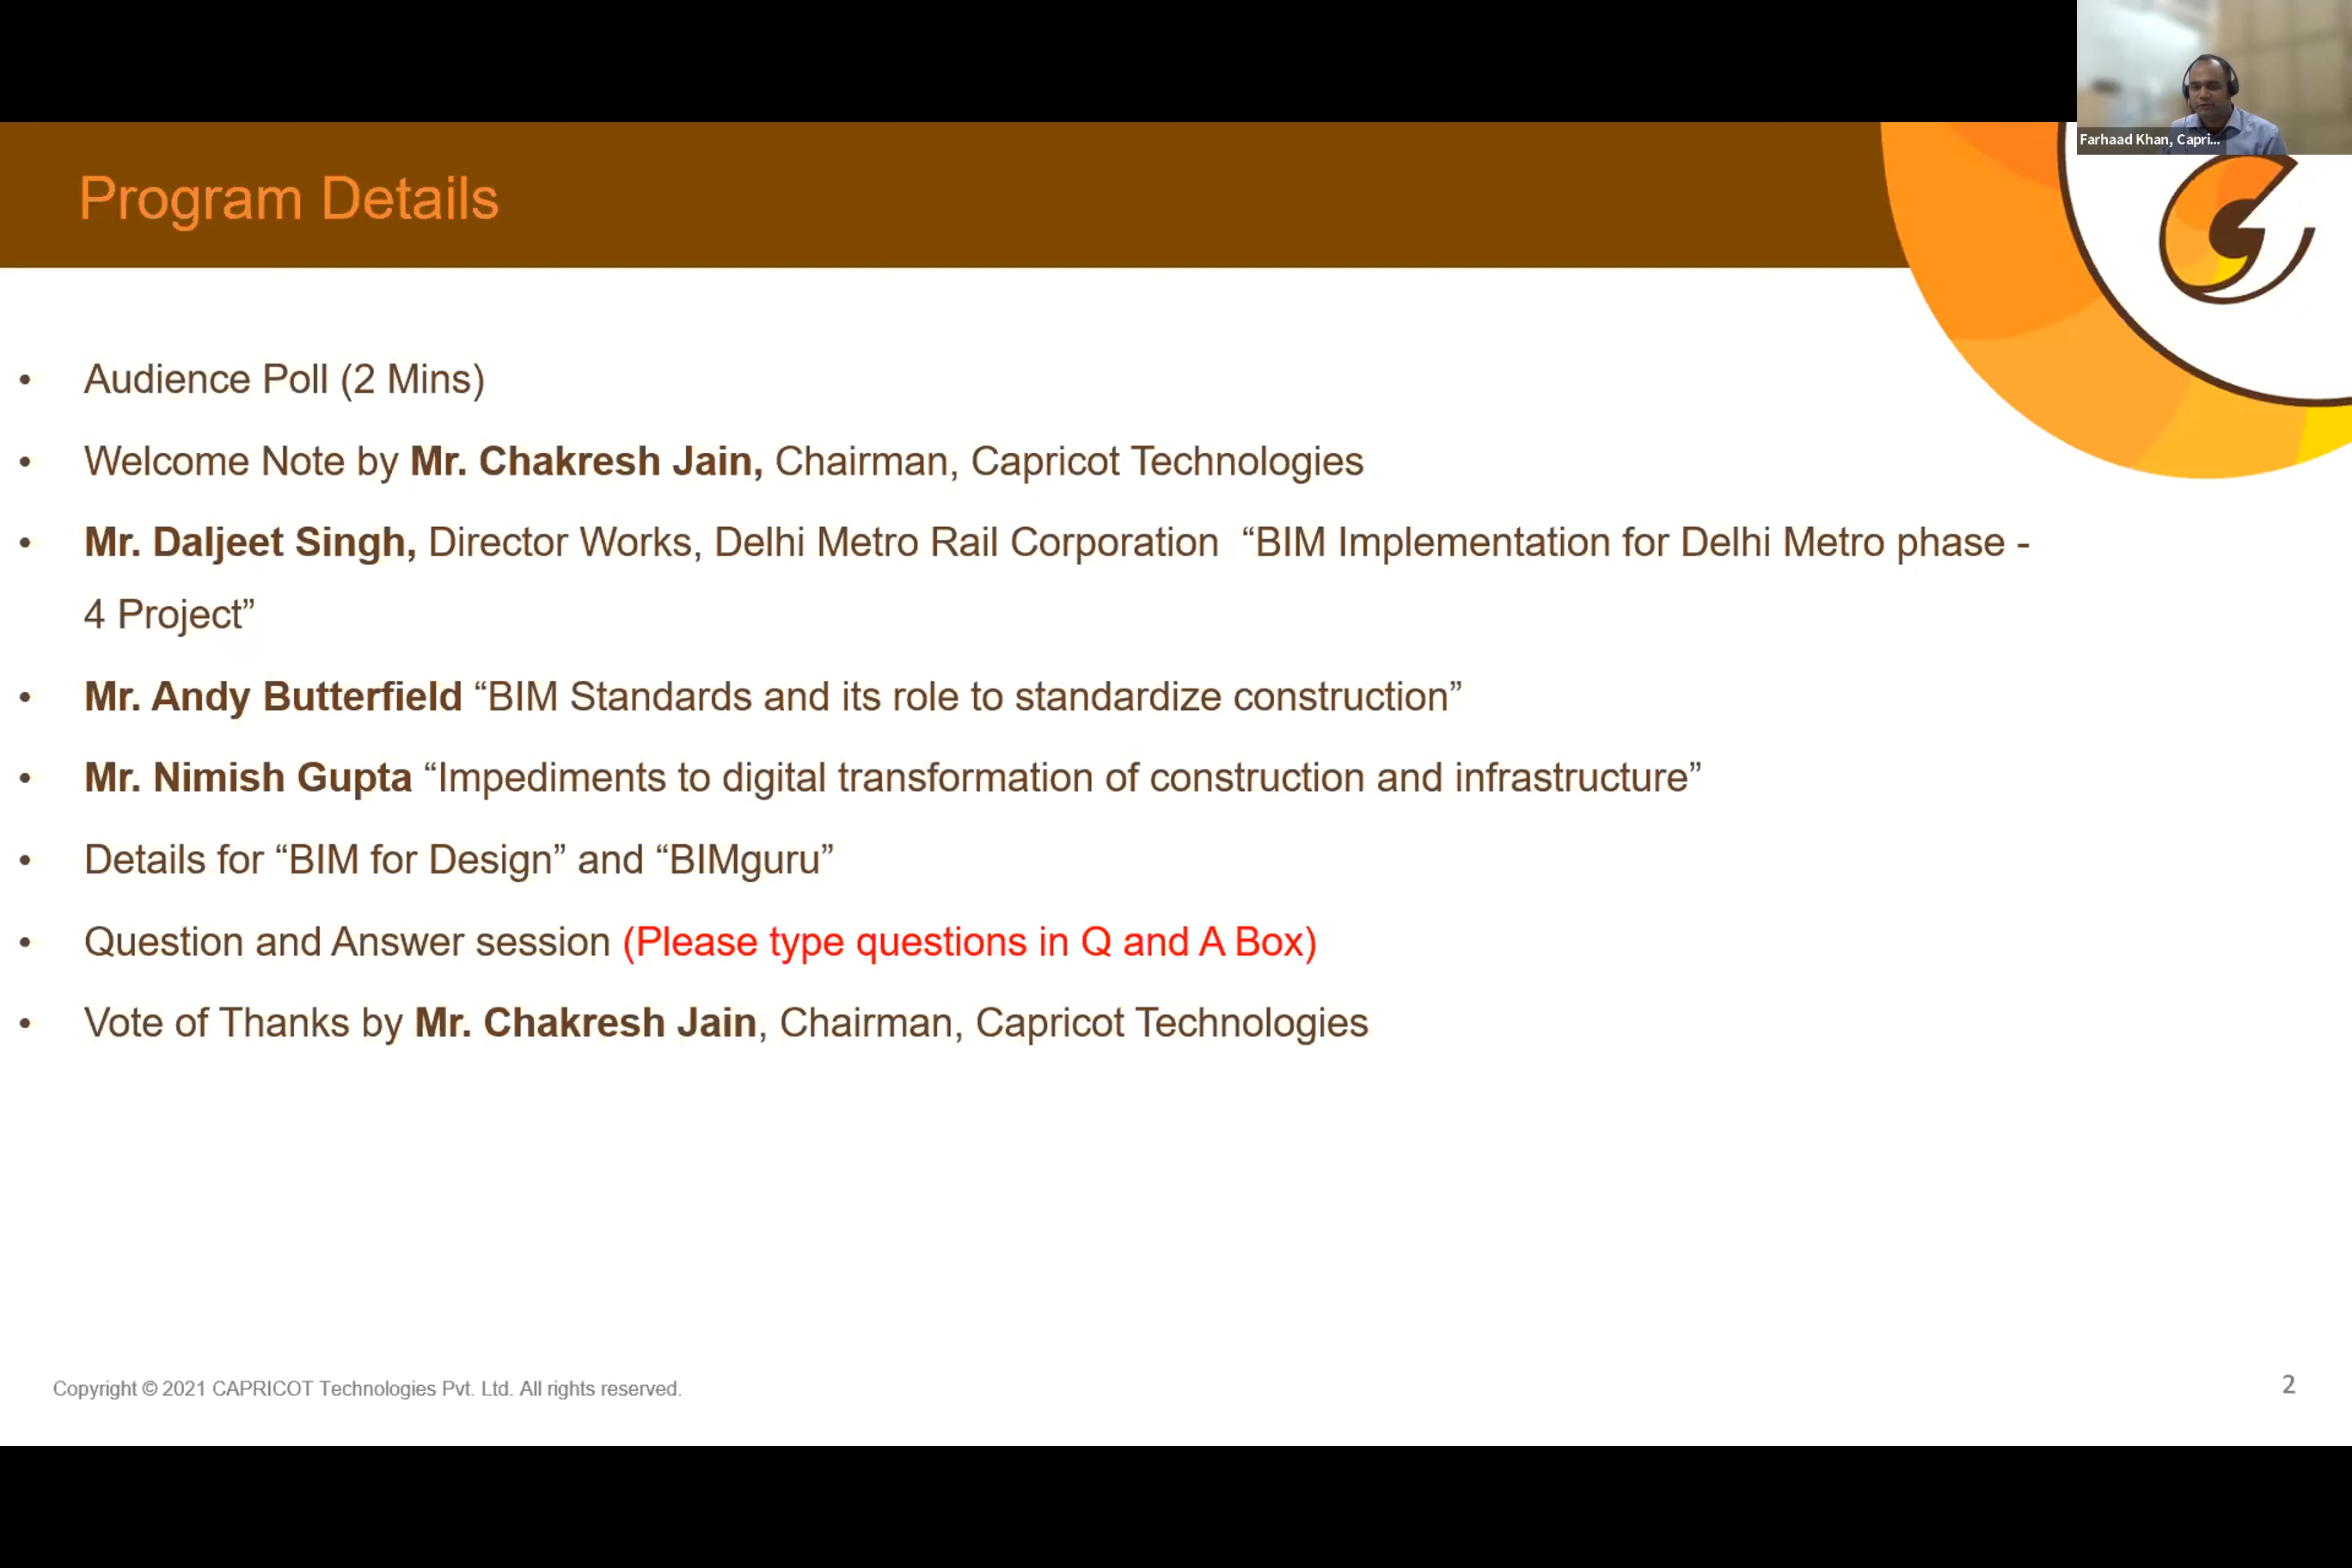 Farhaad Khan, Capri...
Program Details
• Audience Poll (2 Mins)
• Welcome Note by Mr. Chakresh Jain, Chairman, Capricot Technologies
• Mr. Daljeet Singh, Director Works, Delhi Metro Rail Corporation “BIM Implementation for Delhi Metro phase -
4 Project”
• Mr. Andy Butterfield “BIM Standards and its role to standardize construction”
• Mr. Nimish Gupta “Impediments to digital transformation of construction and infrastructure”
• Details for “BIM for Design” and “BIMguru”
• Question and Answer session (Please type questions in Q and A Box)
• Vote of Thanks by Mr. Chakresh Jain, Chairman, Capricot Technologies
Copyright © 2021 CAPRICOT Technologies Pvt. Ltd. All rights reserved.
2